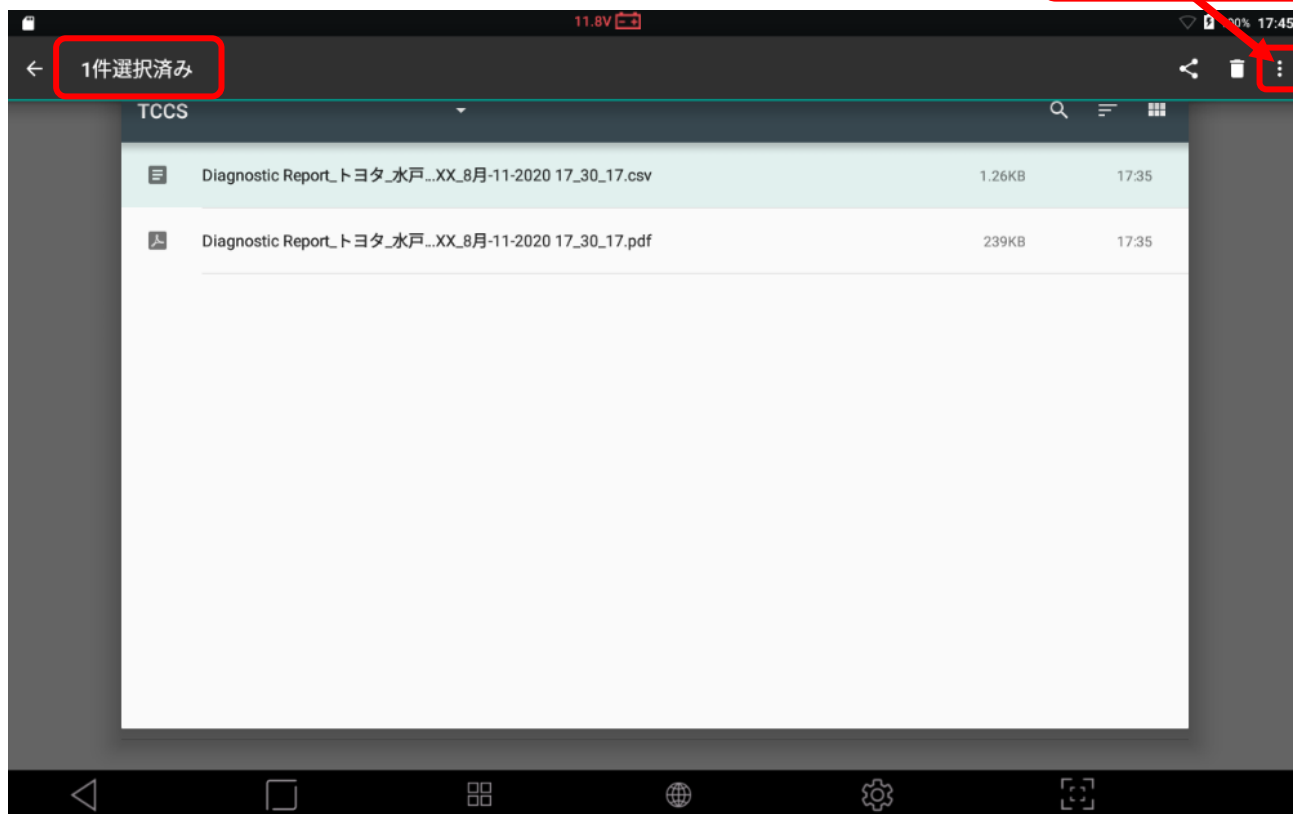 11.8V
100% 17:45
1件選択済み
TCCS
Diagnostic Report_トヨタ_水戸...XX_8月-11-2020 17_30_17.csv 1.26KB 17:35
Diagnostic Report_トヨタ_水戸...XX_8月-11-2020 17_30_17.pdf 239KB 17:35